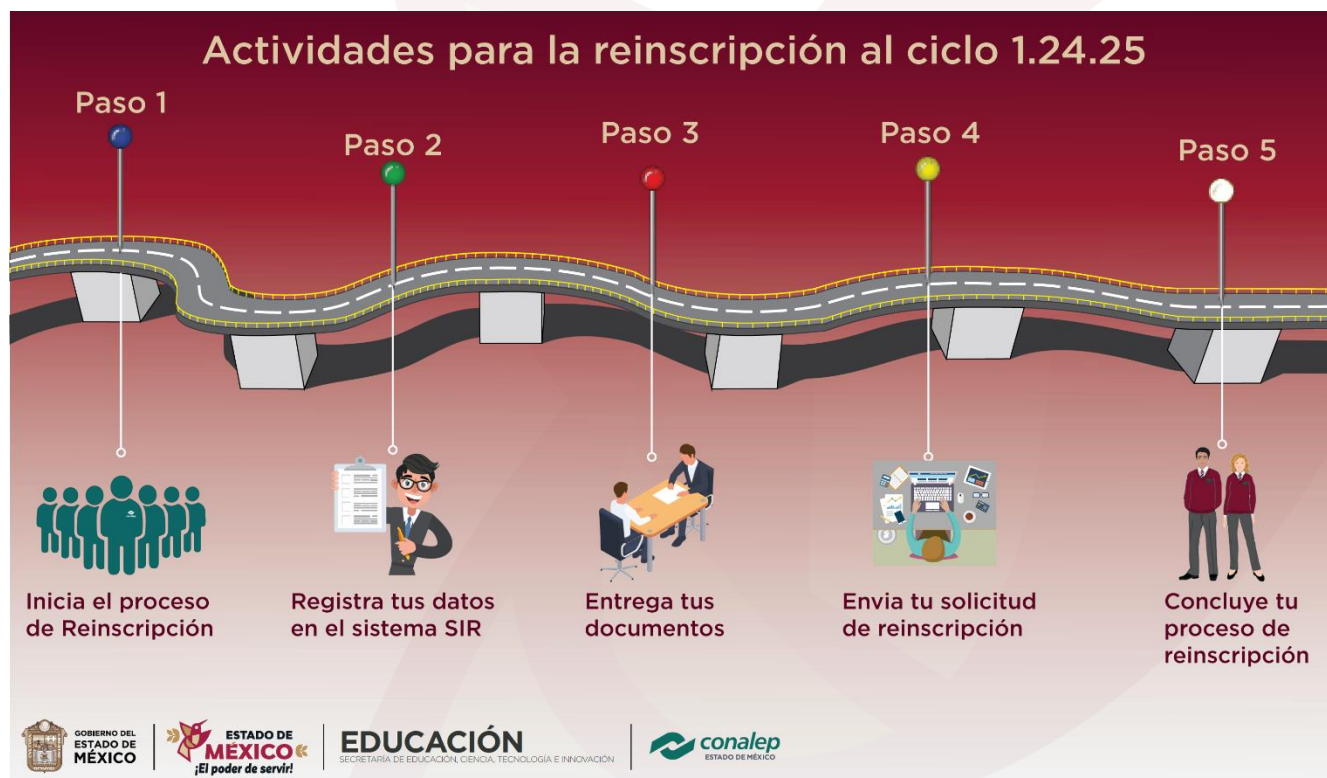 Actividades para la reinscripción al ciclo 1.24.25
Paso 1
Paso 2
Paso 3
Paso 4
Paso 5
Inicia el proceso
de Reinscripción
Registra tus datos
en el sistema SIR
Entrega tus
documentos
Envia tu solicitud
de reinscripción
Concluye tu
proceso de
reinscripción
GOBIERNO DEL
ESTADO DE
MÉXICO
ESTADO DE
MÉXICO
¡El poder de servir!
EDUCACIÓN
SECRETARÍA DE EDUCACIÓN, CIENCIA, TECNOLOGÍA E INNOVACIÓN
conalep
ESTADO DE MÉXICO